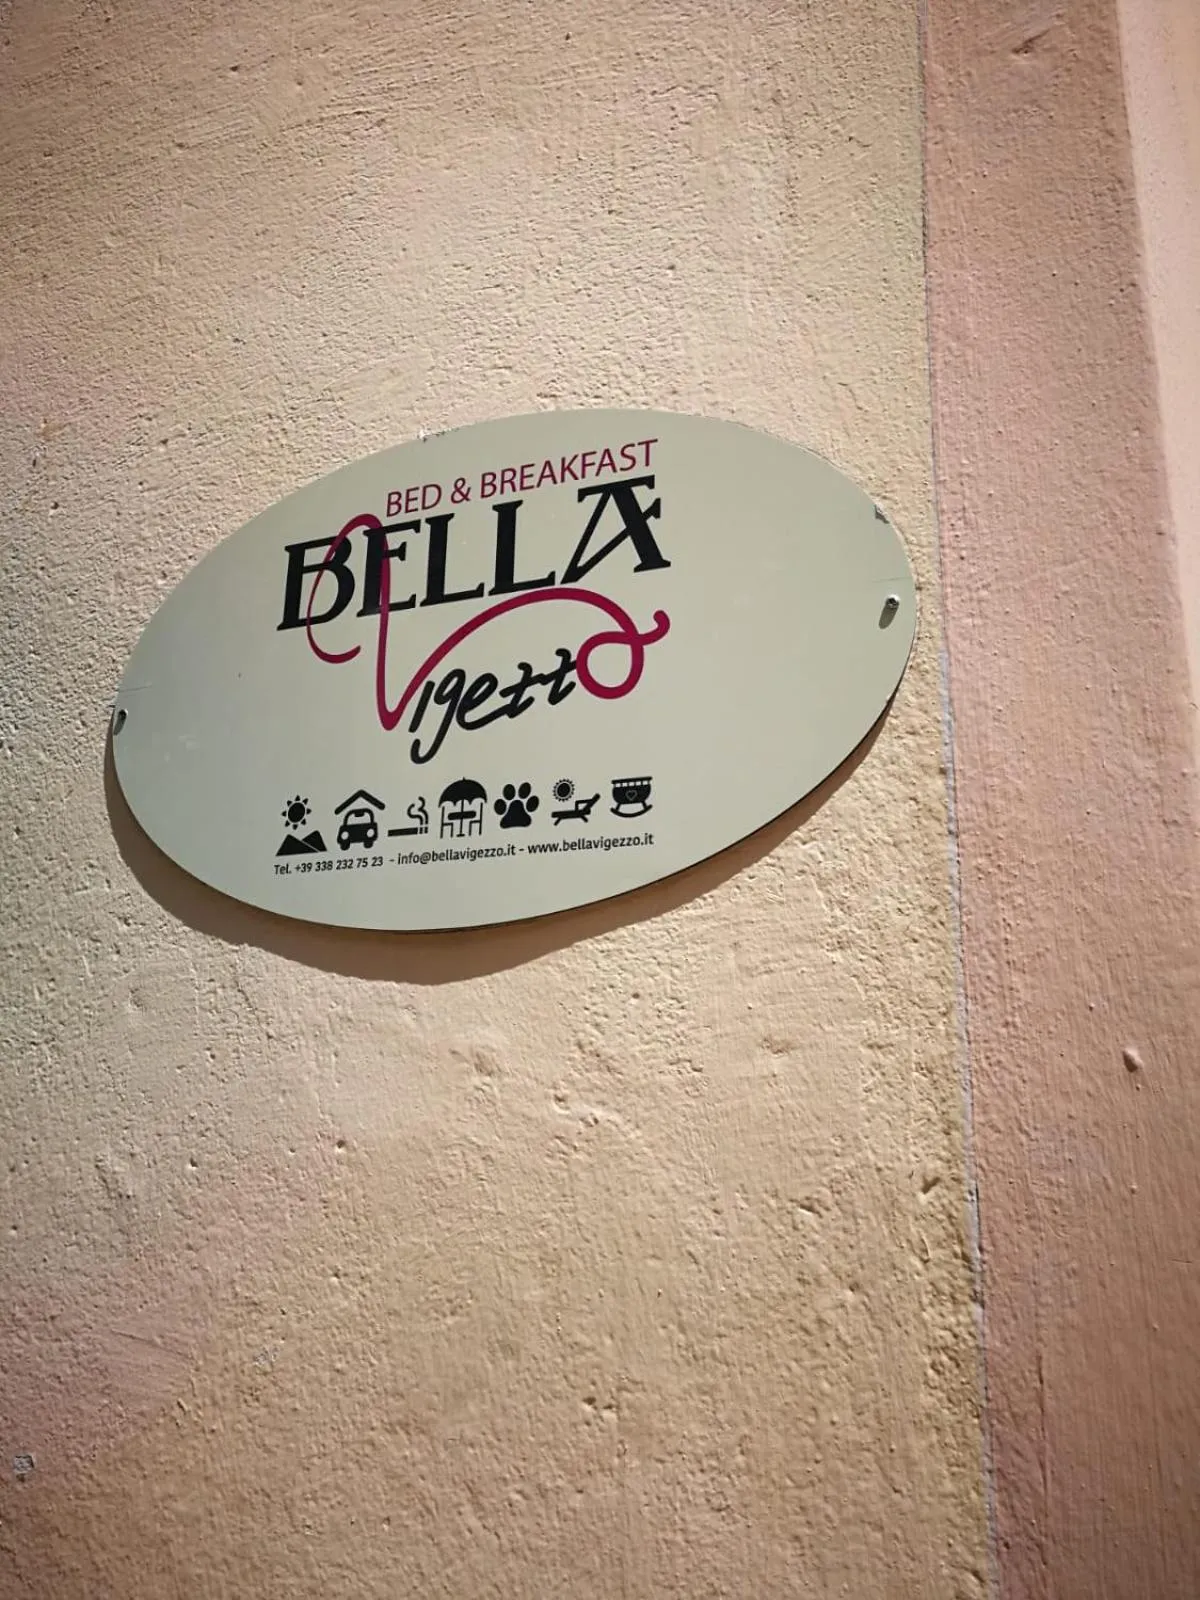 BED & BREAKFAST
BELLA
Vigezzo
Tel. +39 338 232 75 23 - info@bellavigezzo.it - www.bellavigezzo.it